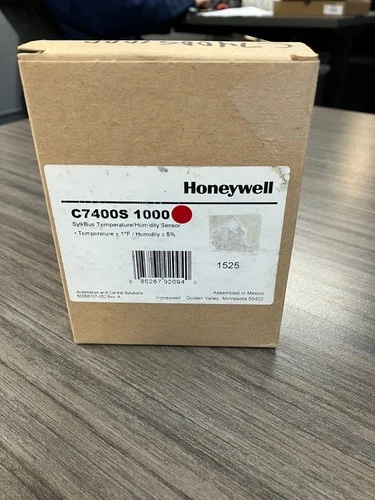 Honeywell
C7400S 1000
SylkBus Temperature/Humidity Sensor
• Temperature ± 1°F / Humidity ± 5%
1525
0 85267 92094 0
Automation and Control Solutions
Assembled in Mexico
Honeywell
Golden Valley, Minnesota 55422